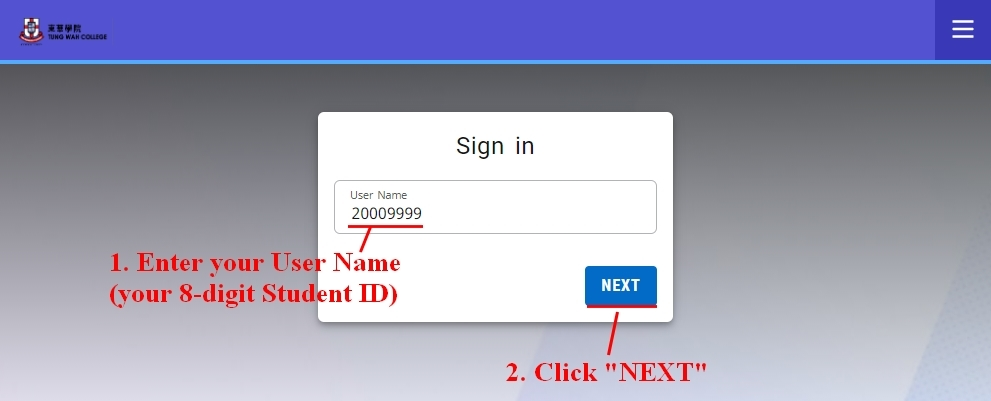 東華學院
TUNG WAH COLLEGE
Sign in
User Name
20009999
1. Enter your User Name
(your 8-digit Student ID)
NEXT
2. Click "NEXT"